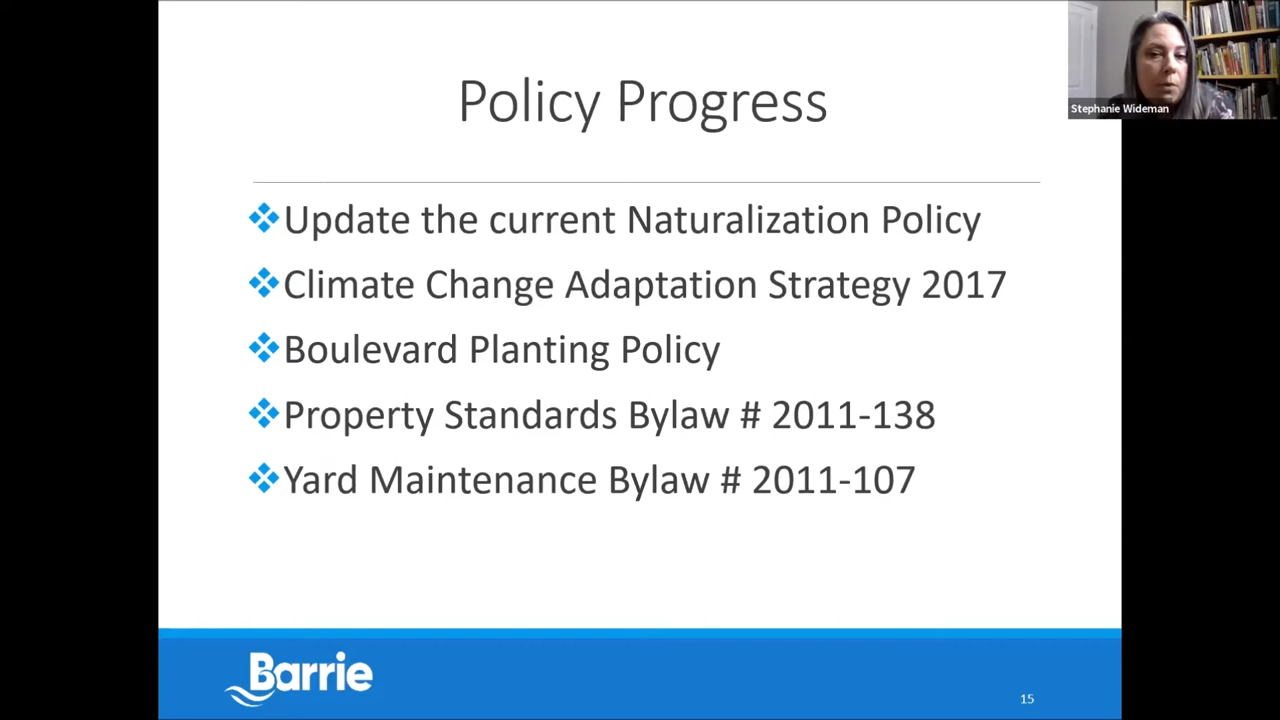 Policy Progress
Stephanie Wideman
Update the current Naturalization Policy
Climate Change Adaptation Strategy 2017
Boulevard Planting Policy
Property Standards Bylaw # 2011-138
Yard Maintenance Bylaw # 2011-107
Barrie
15